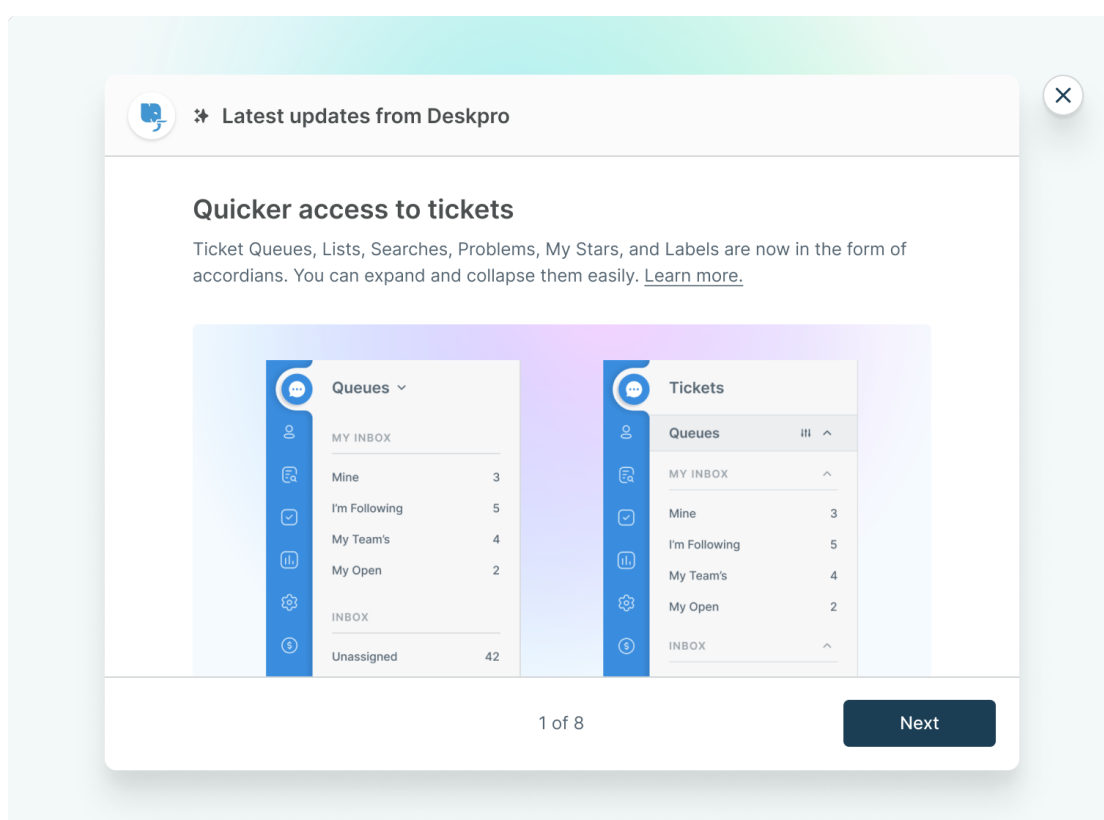 Latest updates from Deskpro
Quicker access to tickets
Ticket Queues, Lists, Searches, Problems, My Stars, and Labels are now in the form of
accordians. You can expand and collapse them easily. Learn more.
Queues
MY INBOX
Mine 3
I'm Following 5
My Team's 4
My Open 2
INBOX
Unassigned 42
Tickets
Queues
MY INBOX
Mine 3
I'm Following 5
My Team's 4
My Open 2
INBOX
1 of 8
Next